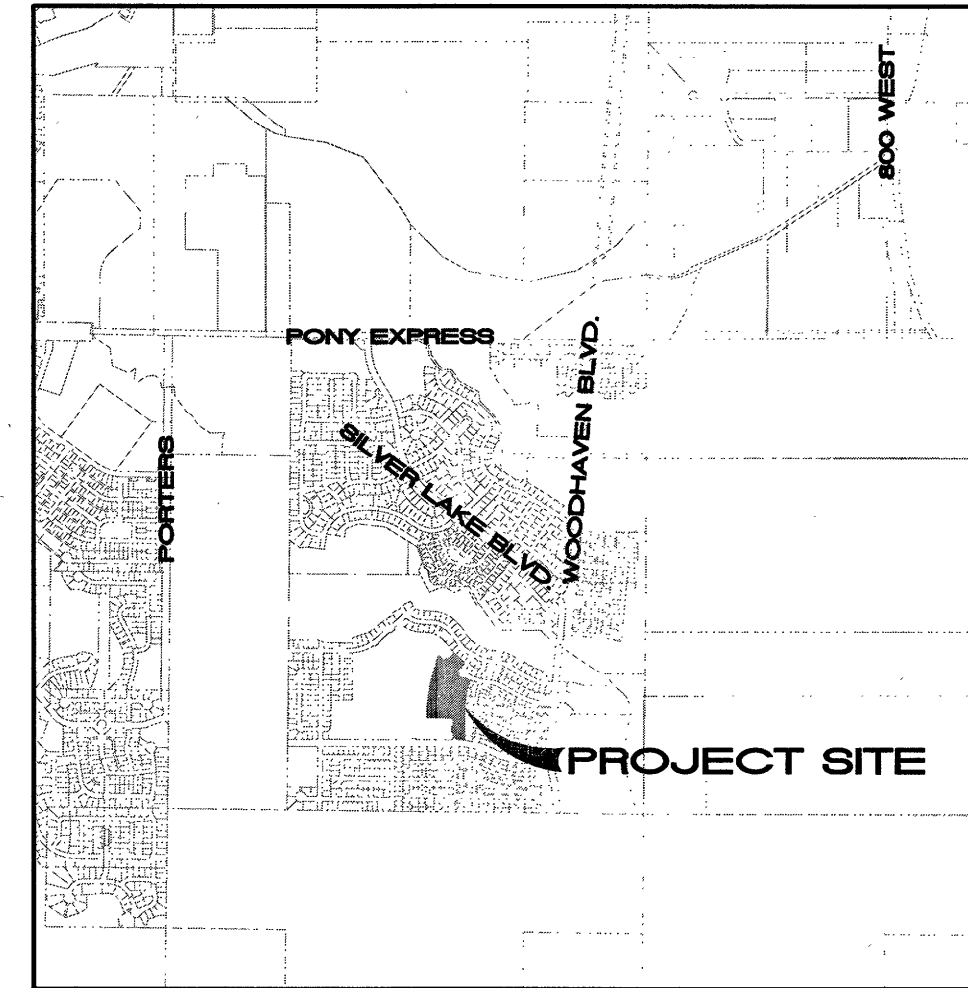 800 WEST
PONY EXPRESS
WOODHAVEN BLVD.
SILVER LAKE BLVD.
PORTERS
PROJECT SITE